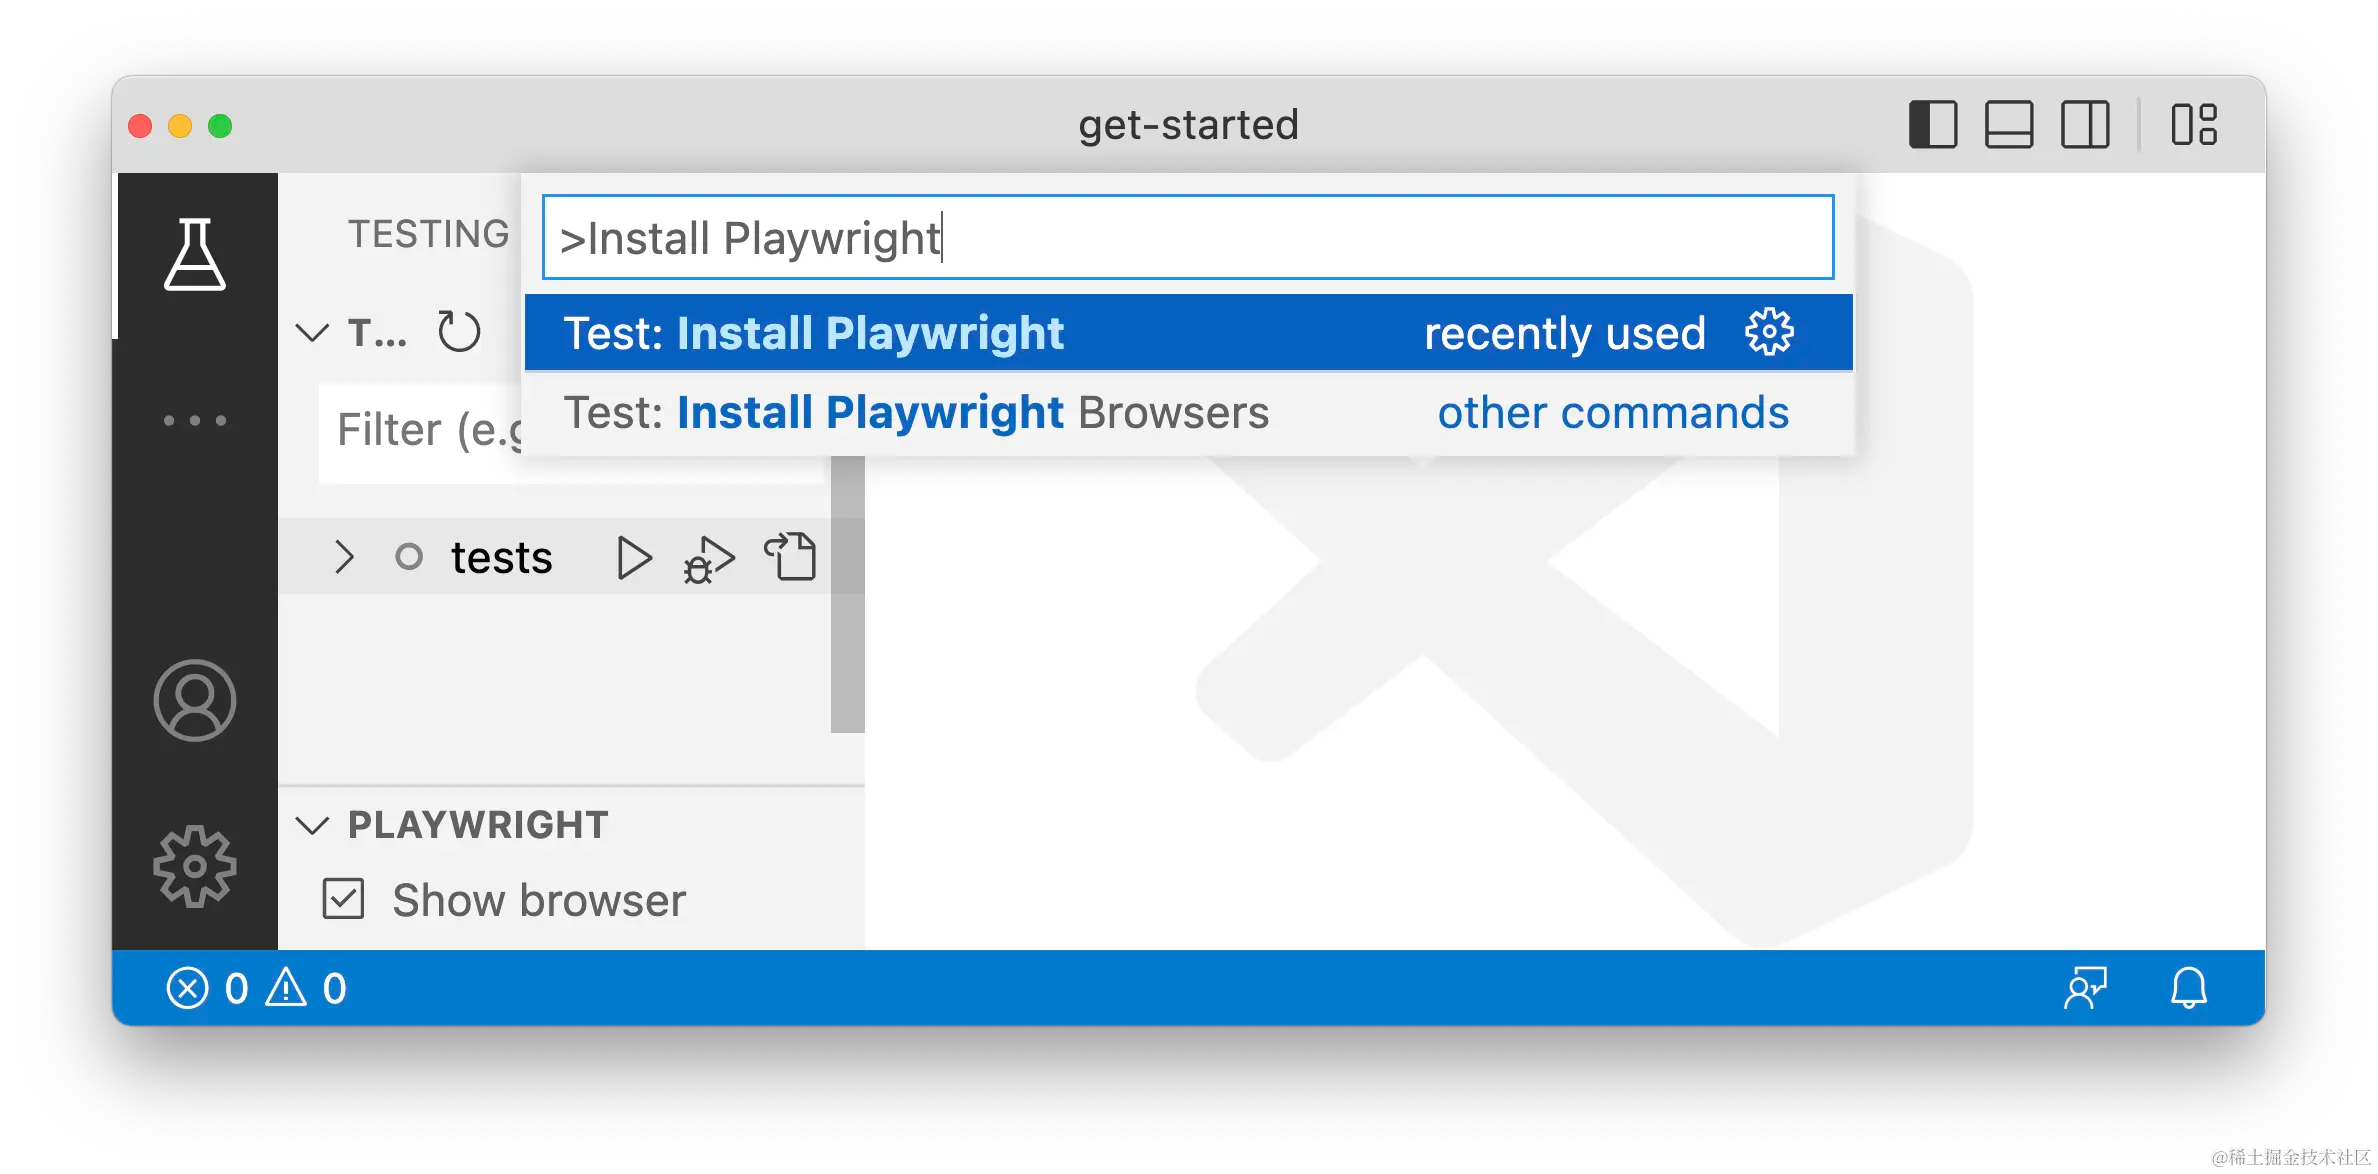 get-started
TESTING
>Install Playwright
Test: Install Playwright recently used
Test: Install Playwright Browsers other commands
T...
Filter (e.g
tests
PLAYWRIGHT
Show browser
0 0
@稀土掘金技术社区